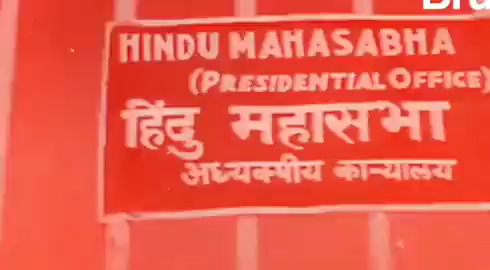 HINDU MAHASABHA
(PRESIDENTIAL OFFICE)
हिंदु महासभा
अध्यक्षीय कार्यालय